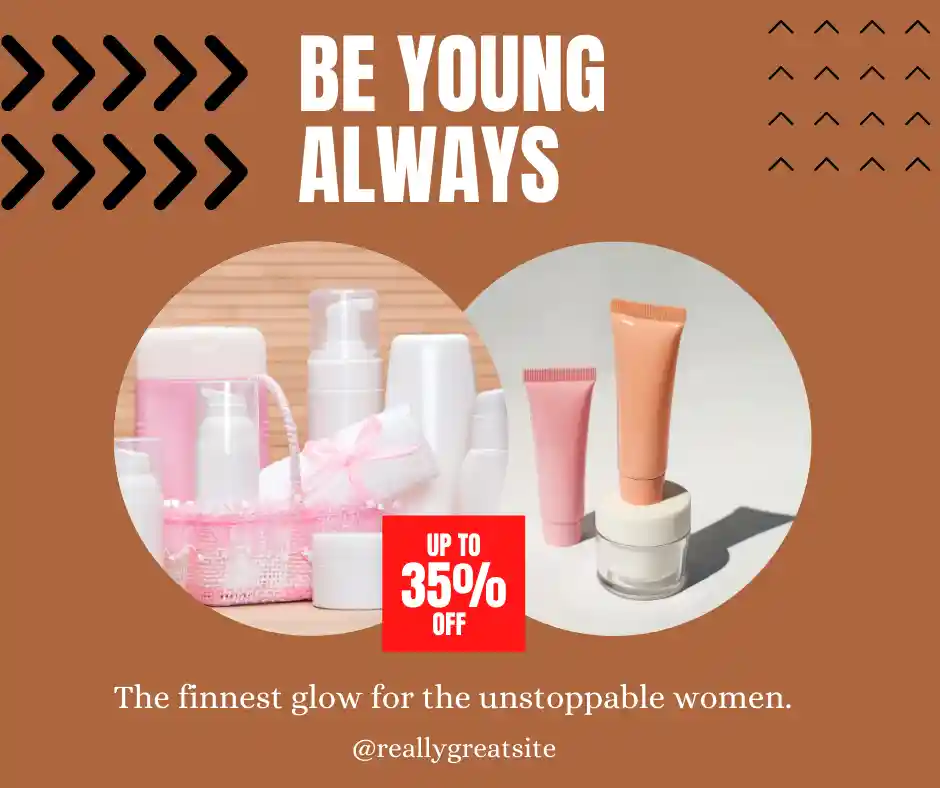 BE YOUNG
ALWAYS
UP TO
35%
OFF
The finnest glow for the unstoppable women.
@reallygreatsite